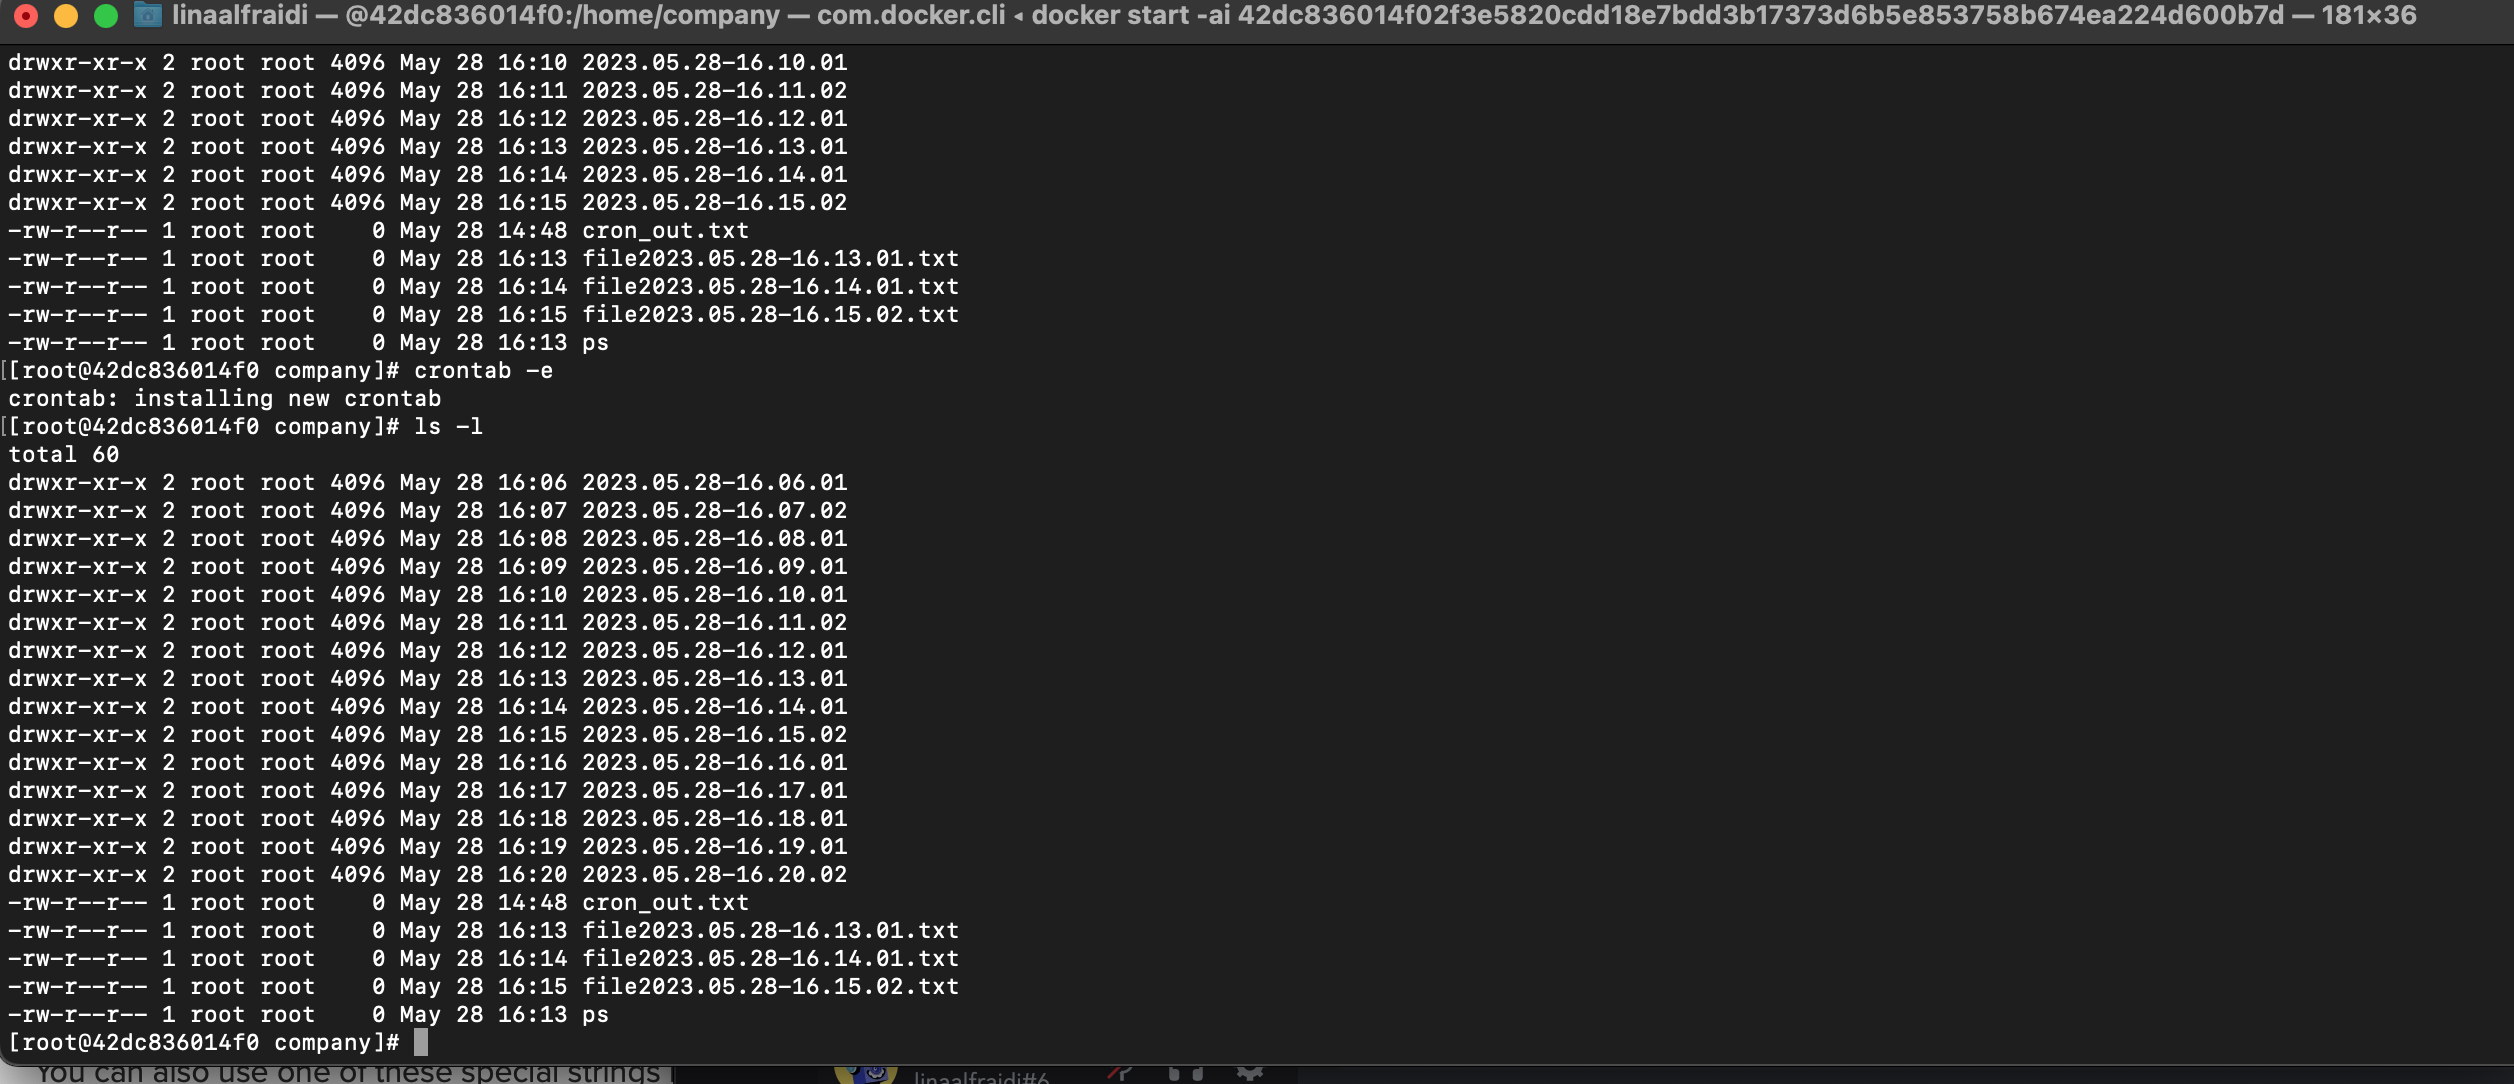 linaalfraidi — @42dc836014f0:/home/company — com.docker.cli ◂ docker start -ai 42dc836014f02f3e5820cdd18e7bdd3b17373d6b5e853758b674ea224d600b7d — 181×36
drwxr-xr-x 2 root root 4096 May 28 16:10 2023.05.28-16.10.01
drwxr-xr-x 2 root root 4096 May 28 16:11 2023.05.28-16.11.02
drwxr-xr-x 2 root root 4096 May 28 16:12 2023.05.28-16.12.01
drwxr-xr-x 2 root root 4096 May 28 16:13 2023.05.28-16.13.01
drwxr-xr-x 2 root root 4096 May 28 16:14 2023.05.28-16.14.01
drwxr-xr-x 2 root root 4096 May 28 16:15 2023.05.28-16.15.02
-rw-r--r-- 1 root root    0 May 28 14:48 cron_out.txt
-rw-r--r-- 1 root root    0 May 28 16:13 file2023.05.28-16.13.01.txt
-rw-r--r-- 1 root root    0 May 28 16:14 file2023.05.28-16.14.01.txt
-rw-r--r-- 1 root root    0 May 28 16:15 file2023.05.28-16.15.02.txt
-rw-r--r-- 1 root root    0 May 28 16:13 ps
[[root@42dc836014f0 company]# crontab -e
crontab: installing new crontab
[[root@42dc836014f0 company]# ls -l
total 60
drwxr-xr-x 2 root root 4096 May 28 16:06 2023.05.28-16.06.01
drwxr-xr-x 2 root root 4096 May 28 16:07 2023.05.28-16.07.02
drwxr-xr-x 2 root root 4096 May 28 16:08 2023.05.28-16.08.01
drwxr-xr-x 2 root root 4096 May 28 16:09 2023.05.28-16.09.01
drwxr-xr-x 2 root root 4096 May 28 16:10 2023.05.28-16.10.01
drwxr-xr-x 2 root root 4096 May 28 16:11 2023.05.28-16.11.02
drwxr-xr-x 2 root root 4096 May 28 16:12 2023.05.28-16.12.01
drwxr-xr-x 2 root root 4096 May 28 16:13 2023.05.28-16.13.01
drwxr-xr-x 2 root root 4096 May 28 16:14 2023.05.28-16.14.01
drwxr-xr-x 2 root root 4096 May 28 16:15 2023.05.28-16.15.02
drwxr-xr-x 2 root root 4096 May 28 16:16 2023.05.28-16.16.01
drwxr-xr-x 2 root root 4096 May 28 16:17 2023.05.28-16.17.01
drwxr-xr-x 2 root root 4096 May 28 16:18 2023.05.28-16.18.01
drwxr-xr-x 2 root root 4096 May 28 16:19 2023.05.28-16.19.01
drwxr-xr-x 2 root root 4096 May 28 16:20 2023.05.28-16.20.02
-rw-r--r-- 1 root root    0 May 28 14:48 cron_out.txt
-rw-r--r-- 1 root root    0 May 28 16:13 file2023.05.28-16.13.01.txt
-rw-r--r-- 1 root root    0 May 28 16:14 file2023.05.28-16.14.01.txt
-rw-r--r-- 1 root root    0 May 28 16:15 file2023.05.28-16.15.02.txt
-rw-r--r-- 1 root root    0 May 28 16:13 ps
[root@42dc836014f0 company]#
You can also use one of these special strings
linaalfraidi#6